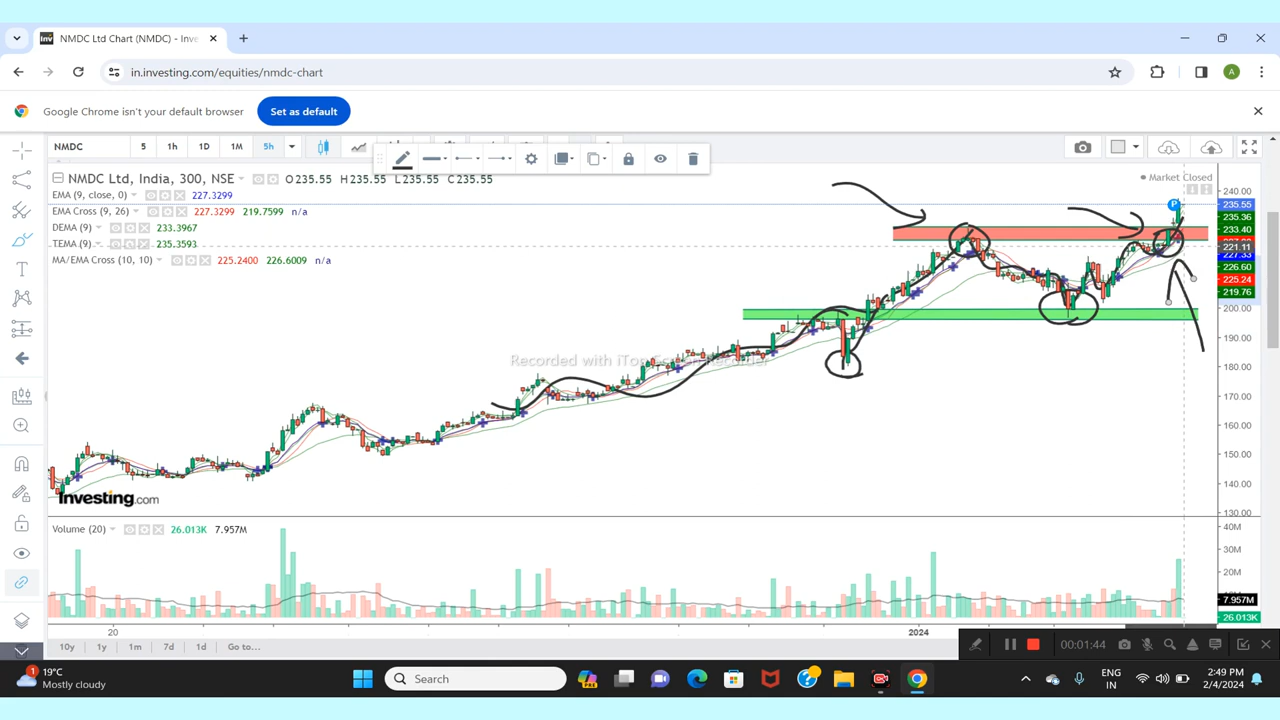 NMDC Ltd Chart (NMDC) - Inve
in.investing.com/equities/nmdc-chart
A
Google Chrome isn't your default browser
Set as default
NMDC 5 1h 1D 1M 5h
NMDC Ltd, India, 300, NSE O235.55 H235.55 L235.55 C235.55
Market Closed
EMA (9, close, 0) 227.3299
EMA Cross (9, 26) 227.3299 219.7599 n/a
DEMA (9) 233.3967
TEMA (9) 235.3593
MA/EMA Cross (10, 10) 225.2400 226.6009 n/a
P
240.00
235.55
235.36
233.40
221.11
226.60
225.24
219.76
200.00
180.00
170.00
160.00
150.00
140.00
130.00
Recorded with iTop Screen Recorder
Investing.com
Volume (20) 26.013K 7.957M
40M
30M
20M
7.957M
26.013K
20 2024
10y 1y 1m 7d 1d Go to...
00:01:44
1
19°C
Mostly cloudy
Search
ENG
IN
2:49 PM
2/4/2024